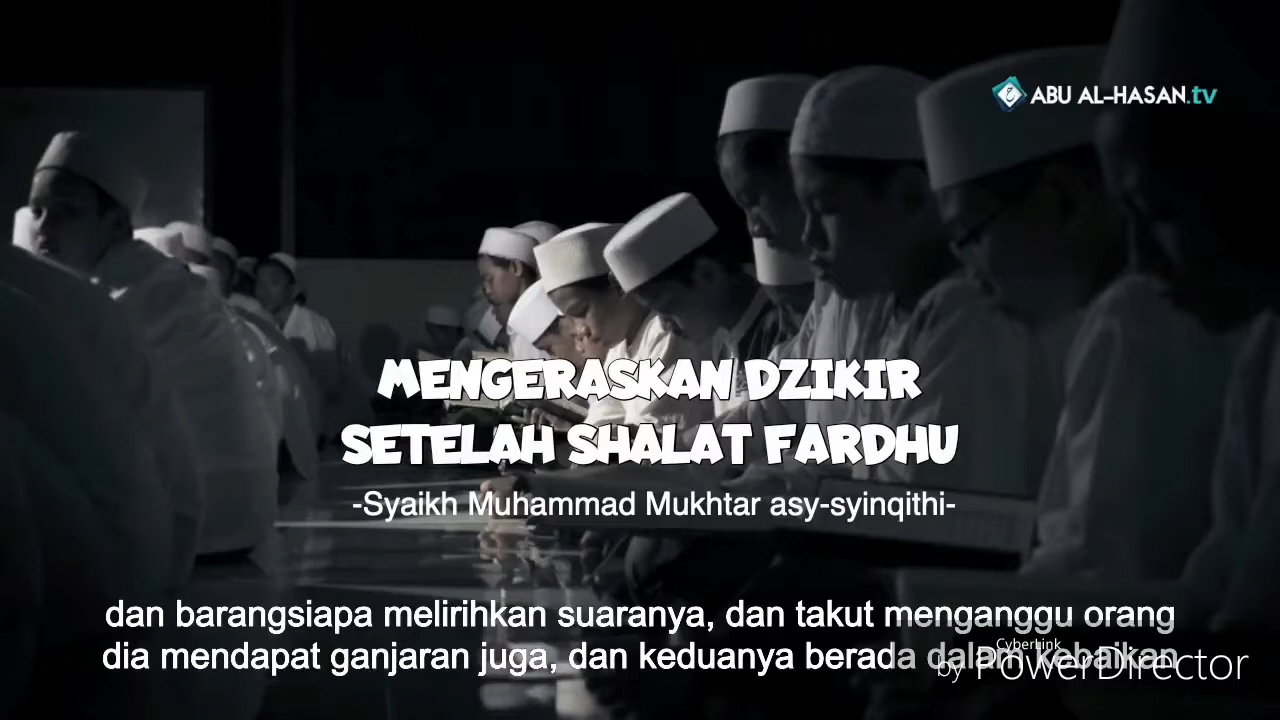 ABU AL-HASAN.tv
MENGERASKAN DZIKIR
SETELAH SHALAT FARDHU
-Syaikh Muhammad Mukhtar asy-syinqithi-
dan barangsiapa melirihkan suaranya, dan takut menganggu orang
dia mendapat ganjaran juga, dan keduanya berada dalam kebaikan
CyberLink
by PowerDirector